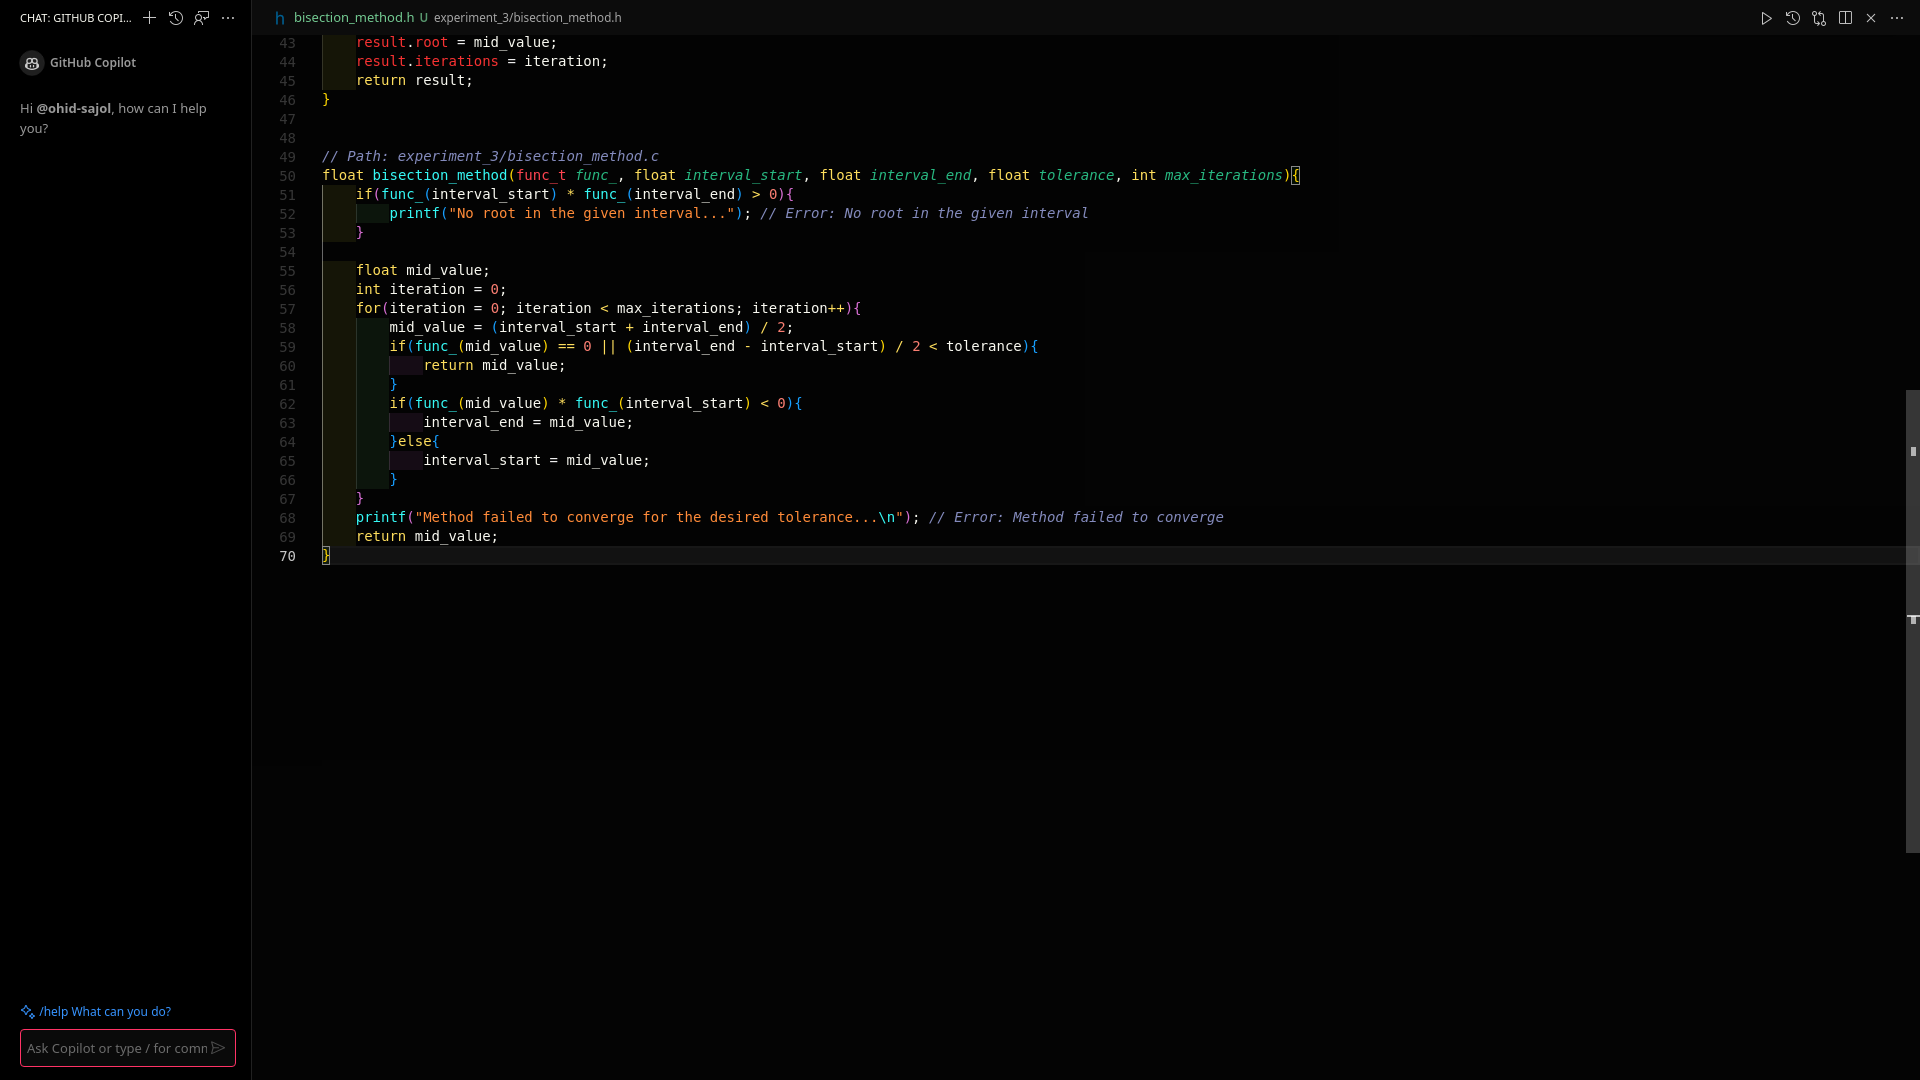 CHAT: GITHUB COPI...
GitHub Copilot
Hi @ohid-sajol, how can I help
you?
/help What can you do?
Ask Copilot or type / for comm
bisection_method.h U experiment_3/bisection_method.h
43 result.root = mid_value;
44 result.iterations = iteration;
45 return result;
46 }
47
48
49 // Path: experiment_3/bisection_method.c
50 float bisection_method(func_t func_, float interval_start, float interval_end, float tolerance, int max_iterations){
51 if(func_(interval_start) * func_(interval_end) > 0){
52 printf("No root in the given interval..."); // Error: No root in the given interval
53 }
54
55 float mid_value;
56 int iteration = 0;
57 for(iteration = 0; iteration < max_iterations; iteration++){
58 mid_value = (interval_start + interval_end) / 2;
59 if(func_(mid_value) == 0 || (interval_end - interval_start) / 2 < tolerance){
60 return mid_value;
61 }
62 if(func_(mid_value) * func_(interval_start) < 0){
63 interval_end = mid_value;
64 }else{
65 interval_start = mid_value;
66 }
67 }
68 printf("Method failed to converge for the desired tolerance...\n"); // Error: Method failed to converge
69 return mid_value;
70 }